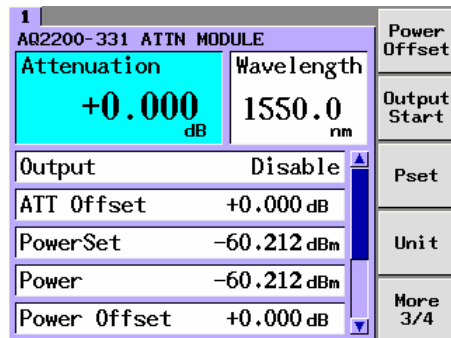 1
AQ2200-331 ATTN MODULE
Attenuation
+0.000
dB
Wavelength
1550.0
nm
Output Disable
ATT Offset +0.000 dB
PowerSet -60.212 dBm
Power -60.212 dBm
Power Offset +0.000 dB
Power
Offset
Output
Start
Pset
Unit
More
3/4